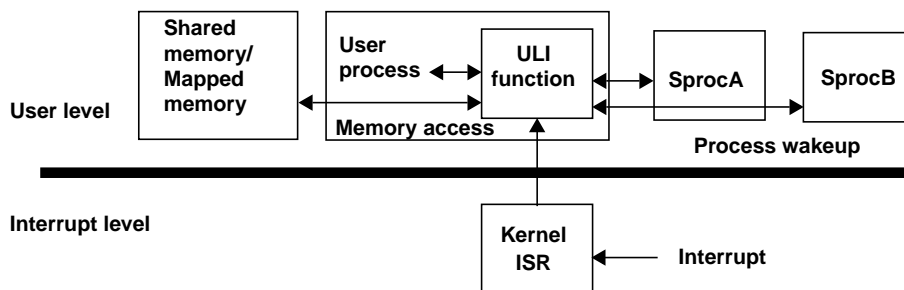 Shared
memory/
Mapped
memory
User
process
ULI
function
SprocA
SprocB
User level
Memory access
Process wakeup
Interrupt level
Kernel
ISR
Interrupt